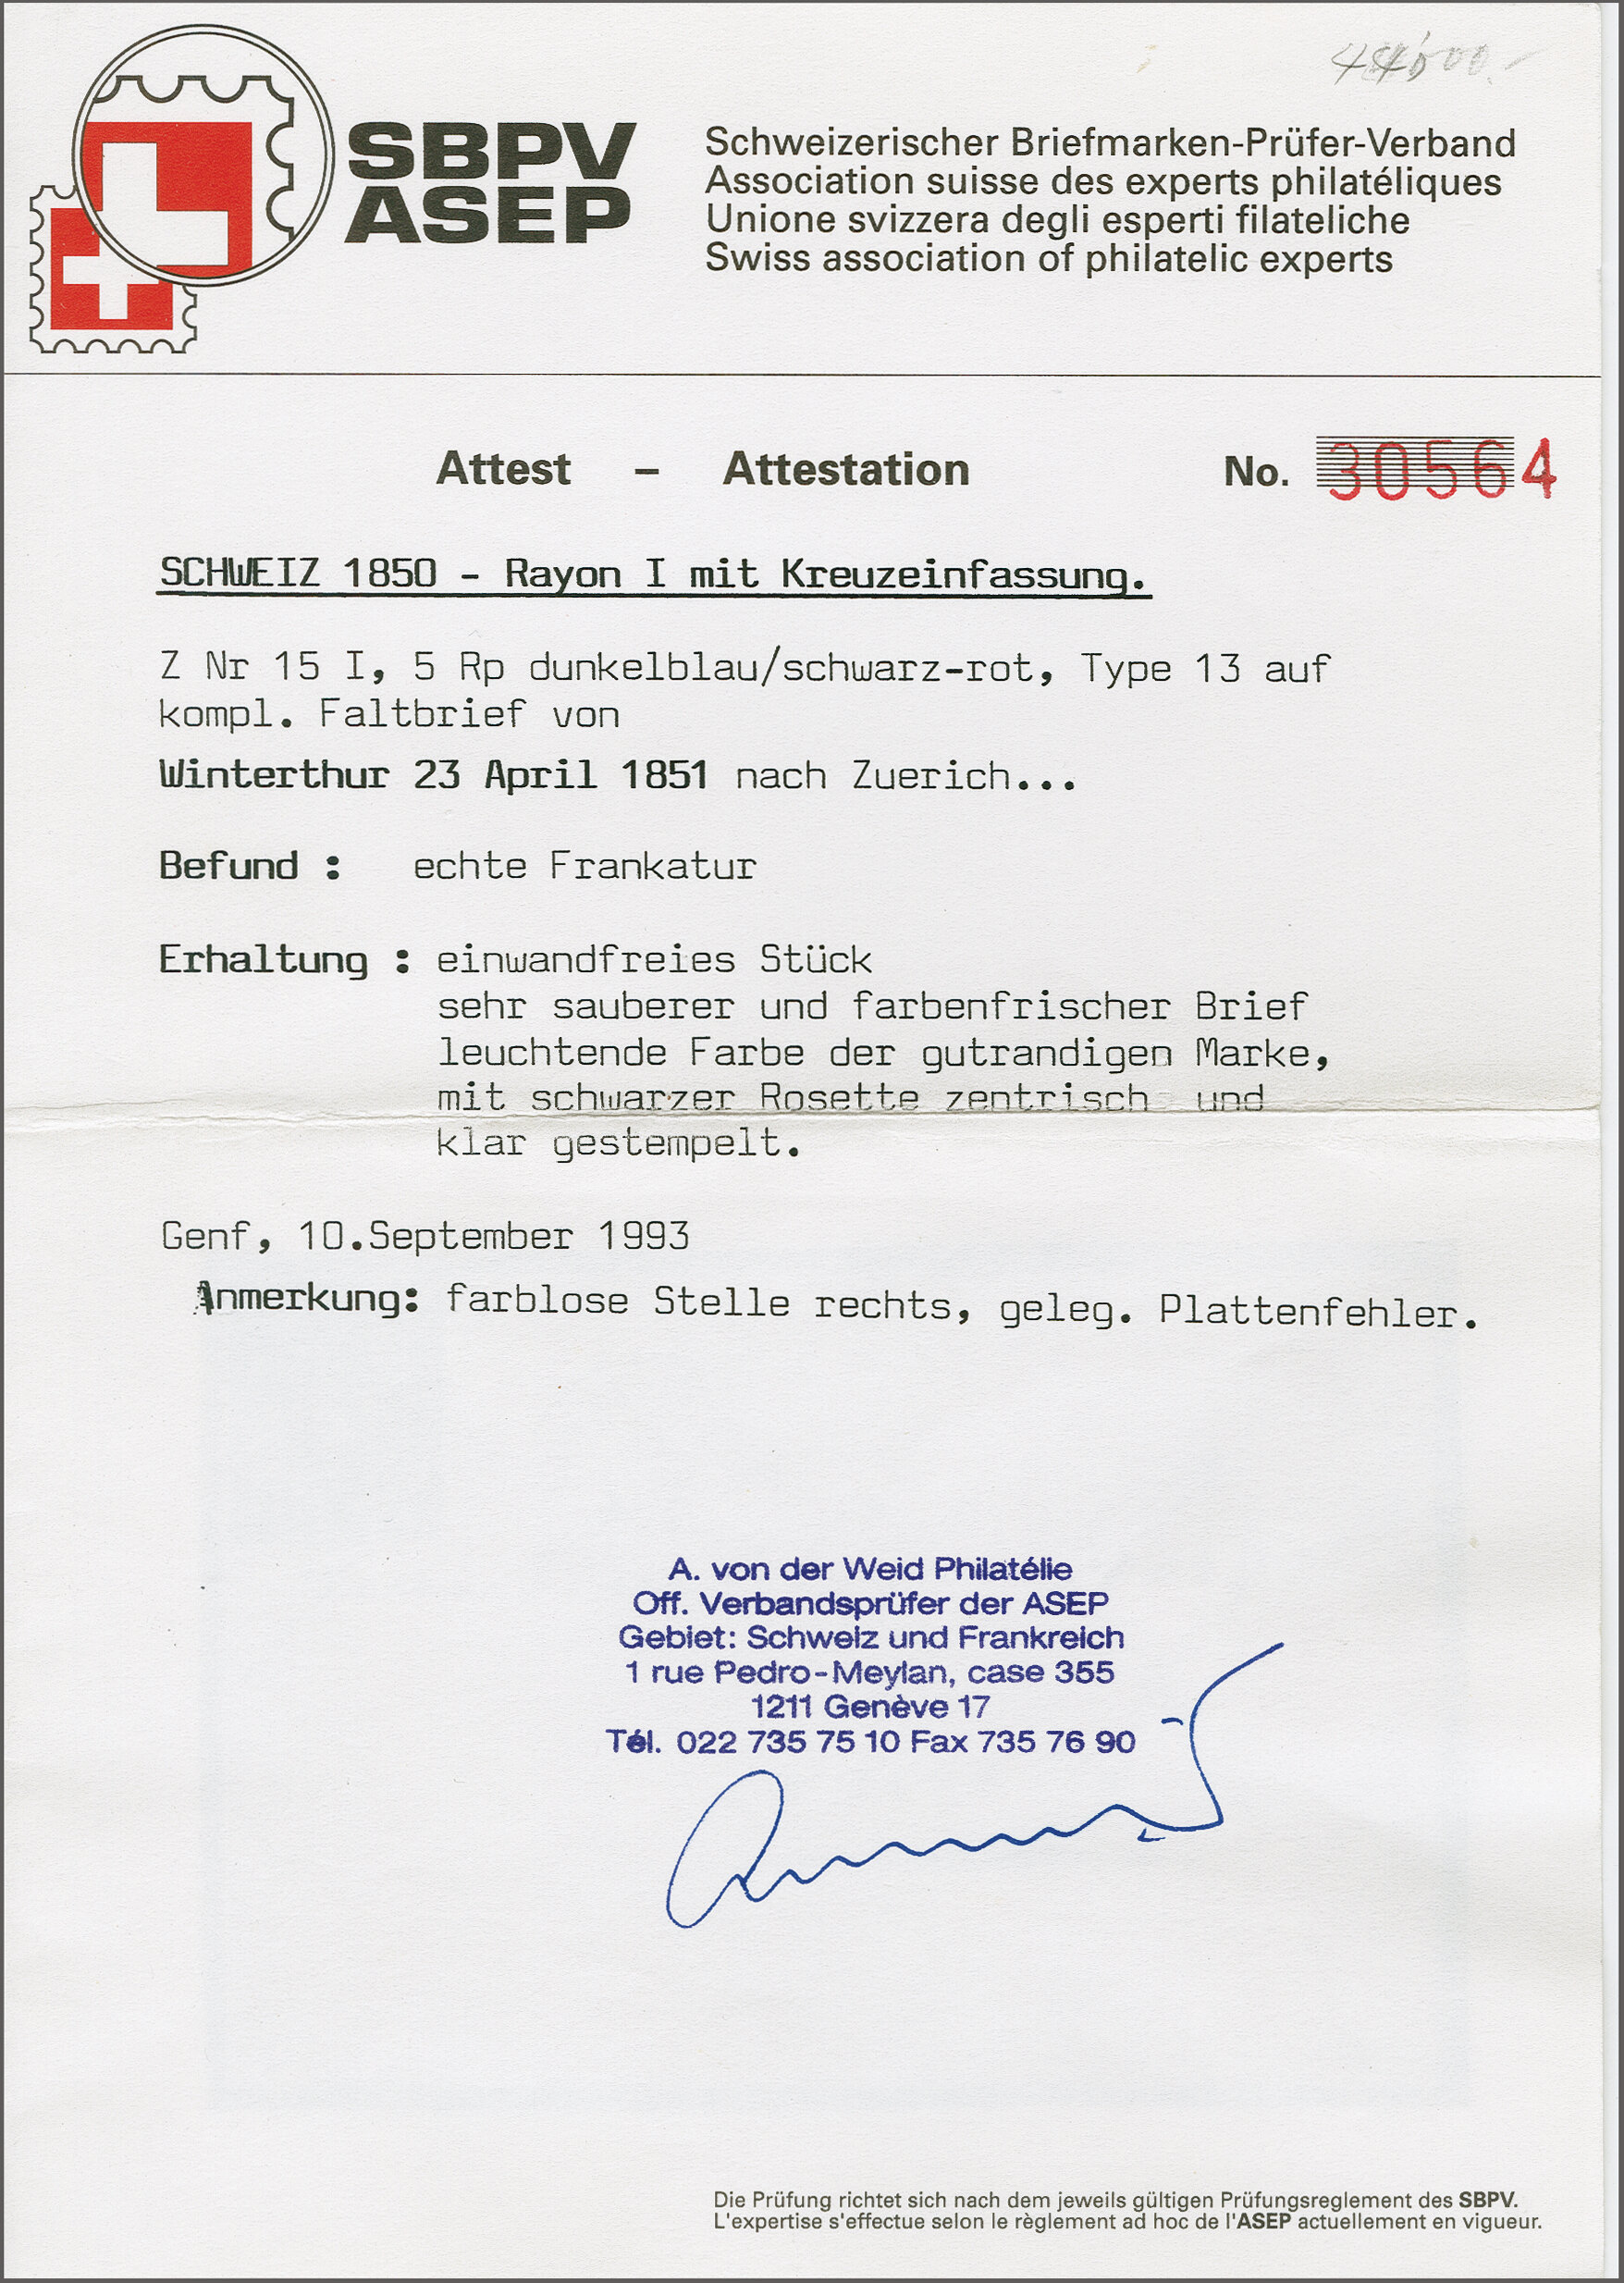 SBPV
ASEP
Schweizerischer Briefmarken-Prüfer-Verband
Association suisse des experts philatéliques
Unione svizzera degli esperti filateliche
Swiss association of philatelic experts
Attest – Attestation No. 30564
SCHWEIZ 1850 - Rayon I mit Kreuzeinfassung.
Z Nr 15 I, 5 Rp dunkelblau/schwarz-rot, Type 13 auf
kompl. Faltbrief von
Winterthur 23 April 1851 nach Zuerich...
Befund : echte Frankatur
Erhaltung : einwandfreies Stück
sehr sauberer und farbenfrischer Brief
leuchtende Farbe der gutrandigen Marke,
mit schwarzer Rosette zentrisch und
klar gestempelt.
Genf, 10.September 1993
Anmerkung: farblose Stelle rechts, geleg. Plattenfehler.
A. von der Weid Philatélie
Off. Verbandsprüfer der ASEP
Gebiet: Schweiz und Frankreich
1 rue Pedro-Meylan, case 355
1211 Genève 17
Tél. 022 735 75 10 Fax 735 76 90
Die Prüfung richtet sich nach dem jeweils gültigen Prüfungsreglement des SBPV.
L'expertise s'effectue selon le règlement ad hoc de l'ASEP actuellement en vigueur.